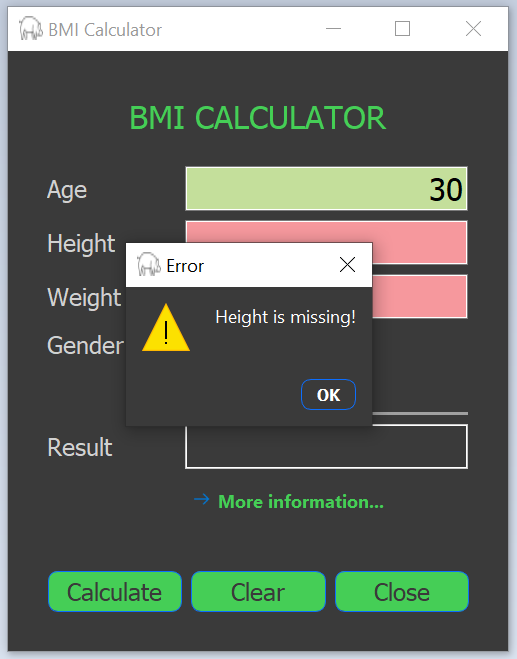 BMI Calculator
BMI CALCULATOR
Age
30
Height
Error
Weight
Height is missing!
Gender
OK
Result
More information...
Calculate
Clear
Close